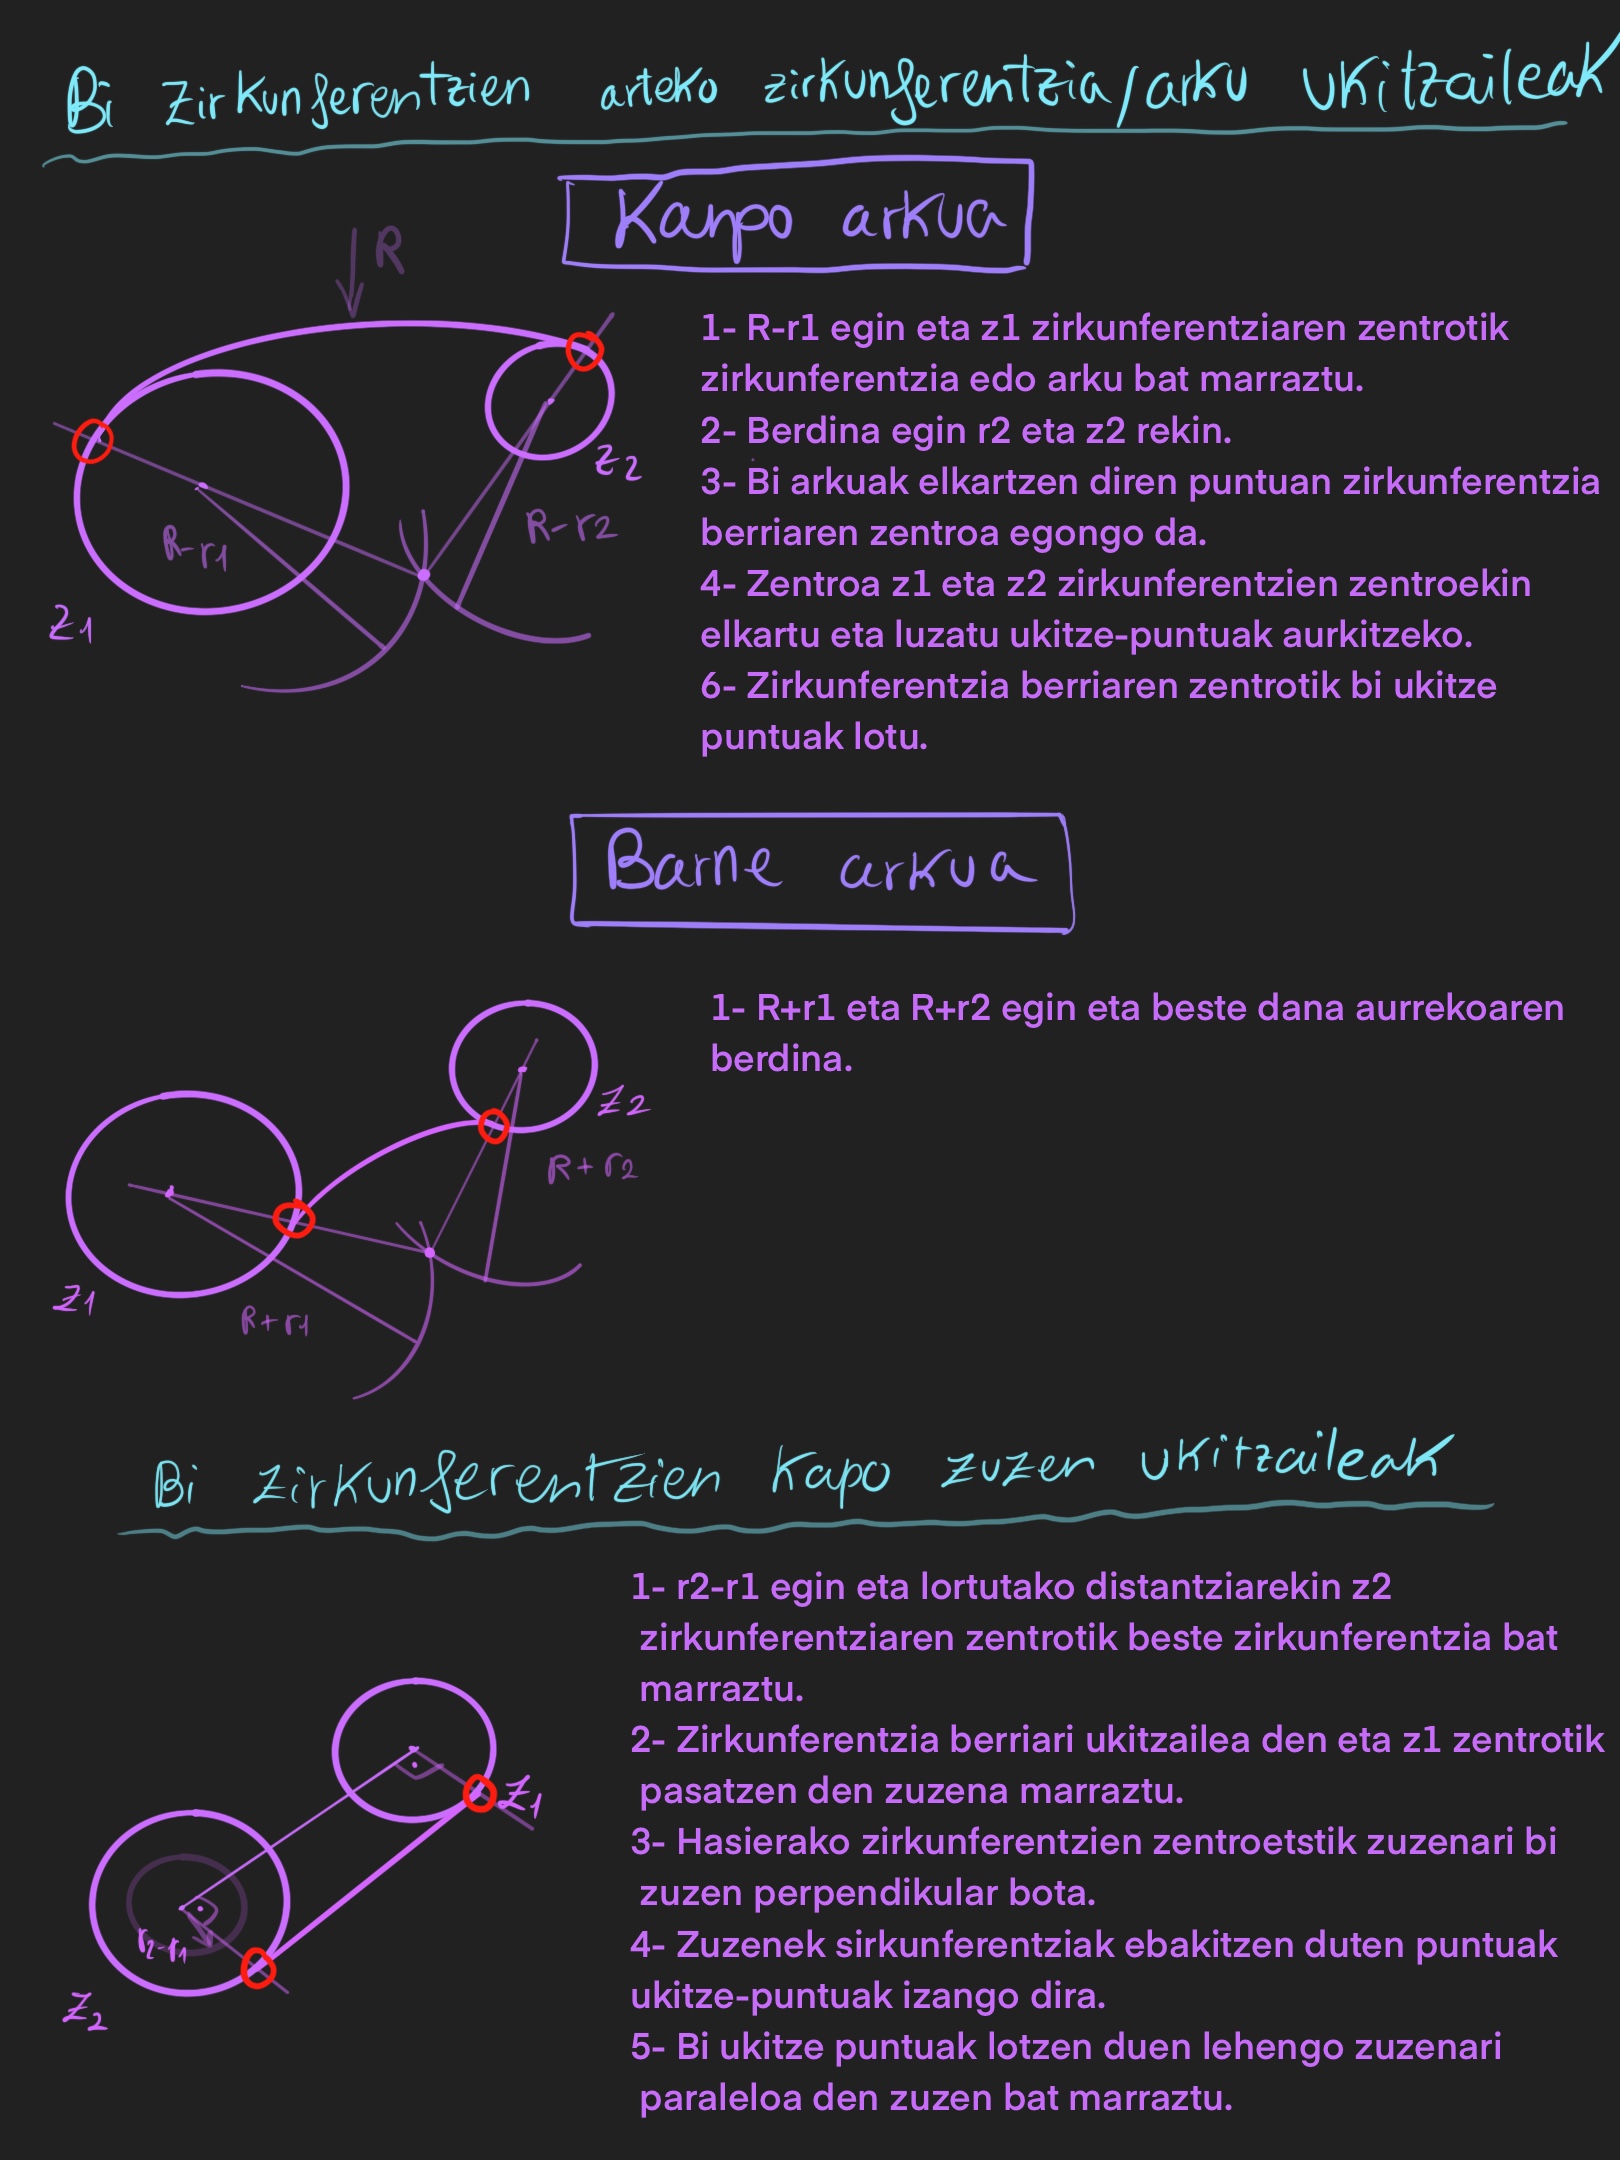 Bi zirkunferentzien arteko zirkunferentzia/arku ukitzaileak
Kanpo arkua
R
1- R-r1 egin eta z1 zirkunferentziaren zentrotik
zirkunferentzia edo arku bat marraztu.
2- Berdina egin r2 eta z2 rekin.
3- Bi arkuak elkartzen diren puntuan zirkunferentzia
berriaren zentroa egongo da.
4- Zentroa z1 eta z2 zirkunferentzien zentroekin
elkartu eta luzatu ukitze-puntuak aurkitzeko.
6- Zirkunferentzia berriaren zentrotik bi ukitze
puntuak lotu.
z2
R-r2
R-r1
z1
Barne arkua
1- R+r1 eta R+r2 egin eta beste dana aurrekoaren
berdina.
z2
R+r2
z1
R+r1
Bi zirkunferentzien kapo zuzen ukitzaileak
1- r2-r1 egin eta lortutako distantziarekin z2
zirkunferentziaren zentrotik beste zirkunferentzia bat
marraztu.
2- Zirkunferentzia berriari ukitzailea den eta z1 zentrotik
pasatzen den zuzena marraztu.
3- Hasierako zirkunferentzien zentroetstik zuzenari bi
zuzen perpendikular bota.
4- Zuzenek sirkunferentziak ebakitzen duten puntuak
ukitze-puntuak izango dira.
5- Bi ukitze puntuak lotzen duen lehengo zuzenari
paraleloa den zuzen bat marraztu.
z1
r2-r1
z2